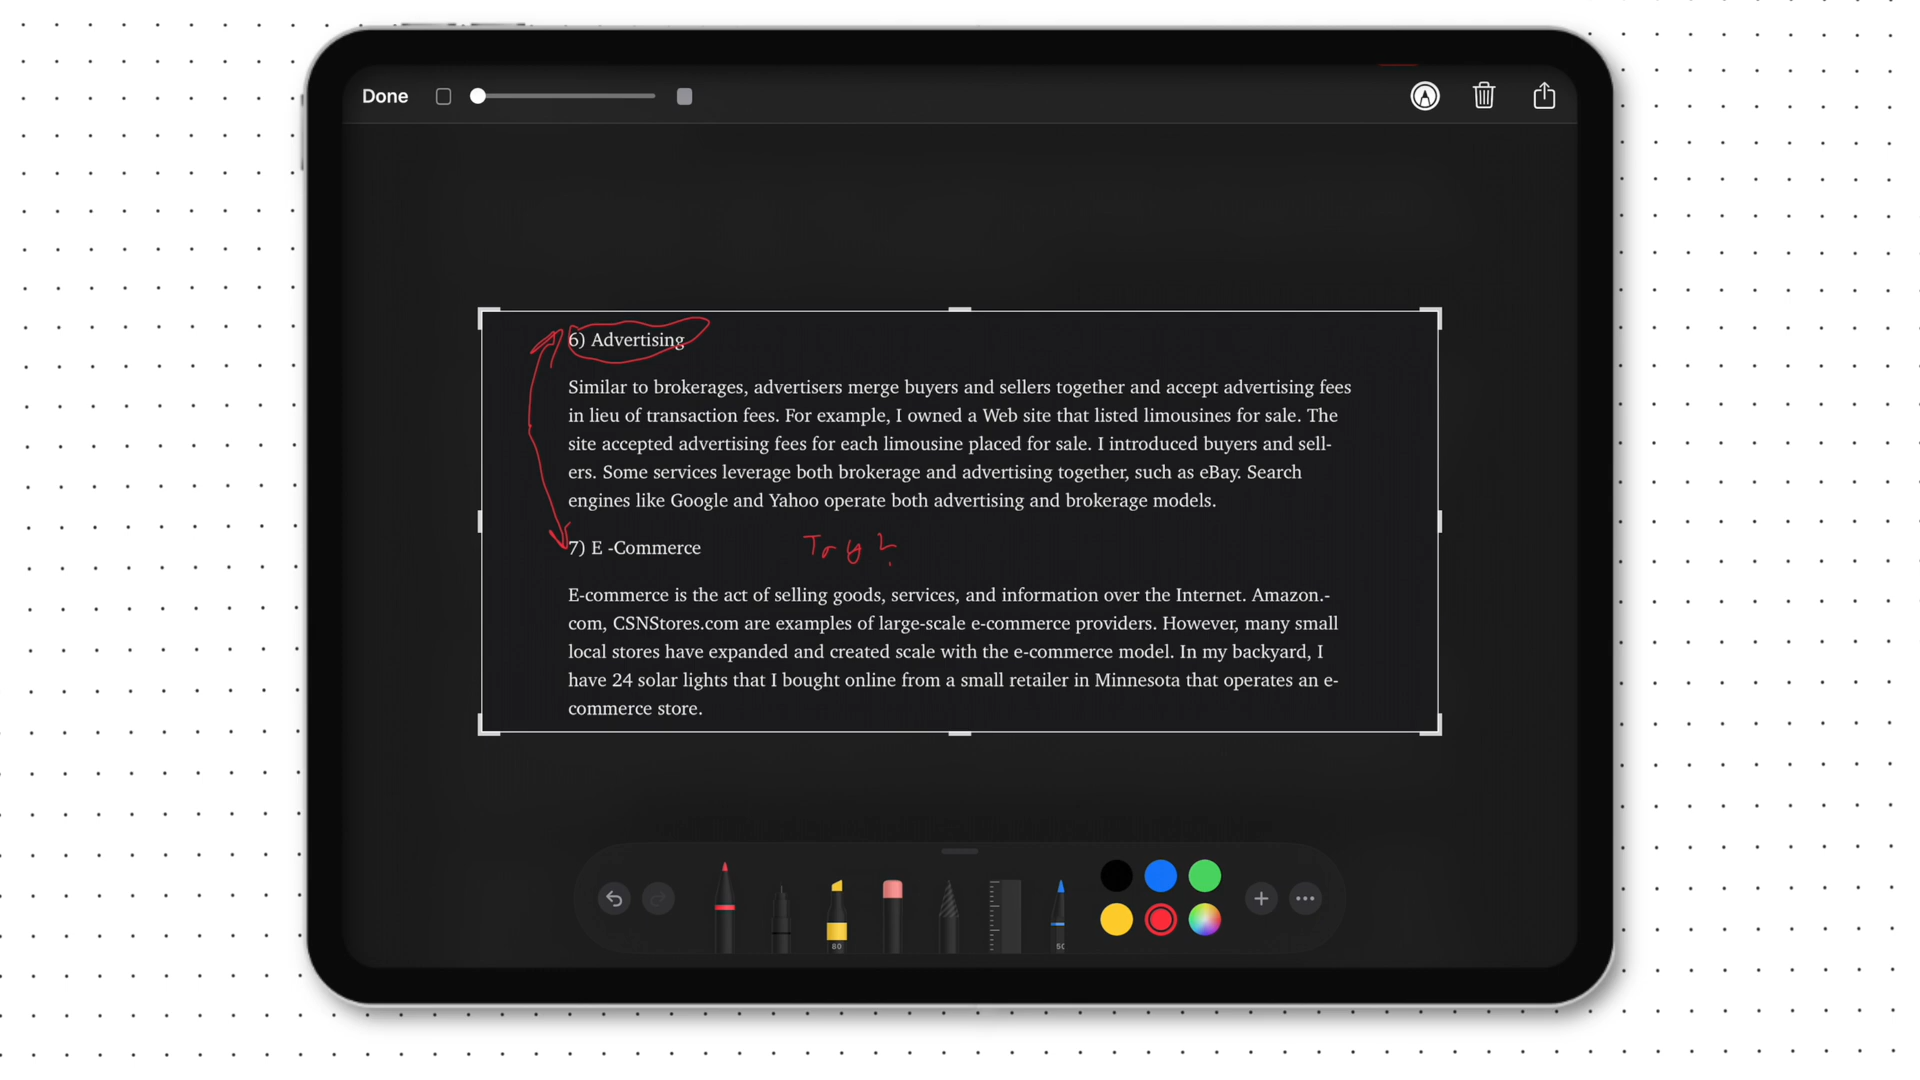 Done
6) Advertising
Similar to brokerages, advertisers merge buyers and sellers together and accept advertising fees
in lieu of transaction fees. For example, I owned a Web site that listed limousines for sale. The
site accepted advertising fees for each limousine placed for sale. I introduced buyers and sell-
ers. Some services leverage both brokerage and advertising together, such as eBay. Search
engines like Google and Yahoo operate both advertising and brokerage models.
7) E -Commerce
E-commerce is the act of selling goods, services, and information over the Internet. Amazon.-
com, CSNStores.com are examples of large-scale e-commerce providers. However, many small
local stores have expanded and created scale with the e-commerce model. In my backyard, I
have 24 solar lights that I bought online from a small retailer in Minnesota that operates an e-
commerce store.
80